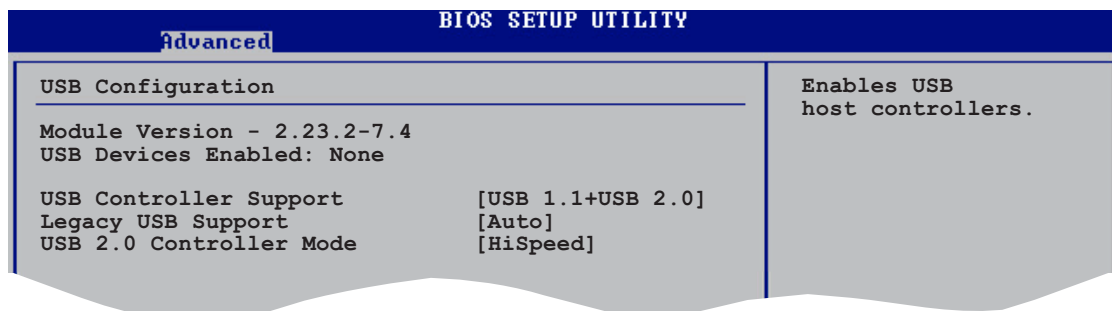 BIOS SETUP UTILITY
Advanced
USB Configuration
Module Version - 2.23.2-7.4
USB Devices Enabled: None
USB Controller Support [USB 1.1+USB 2.0]
Legacy USB Support [Auto]
USB 2.0 Controller Mode [HiSpeed]
Enables USB
host controllers.